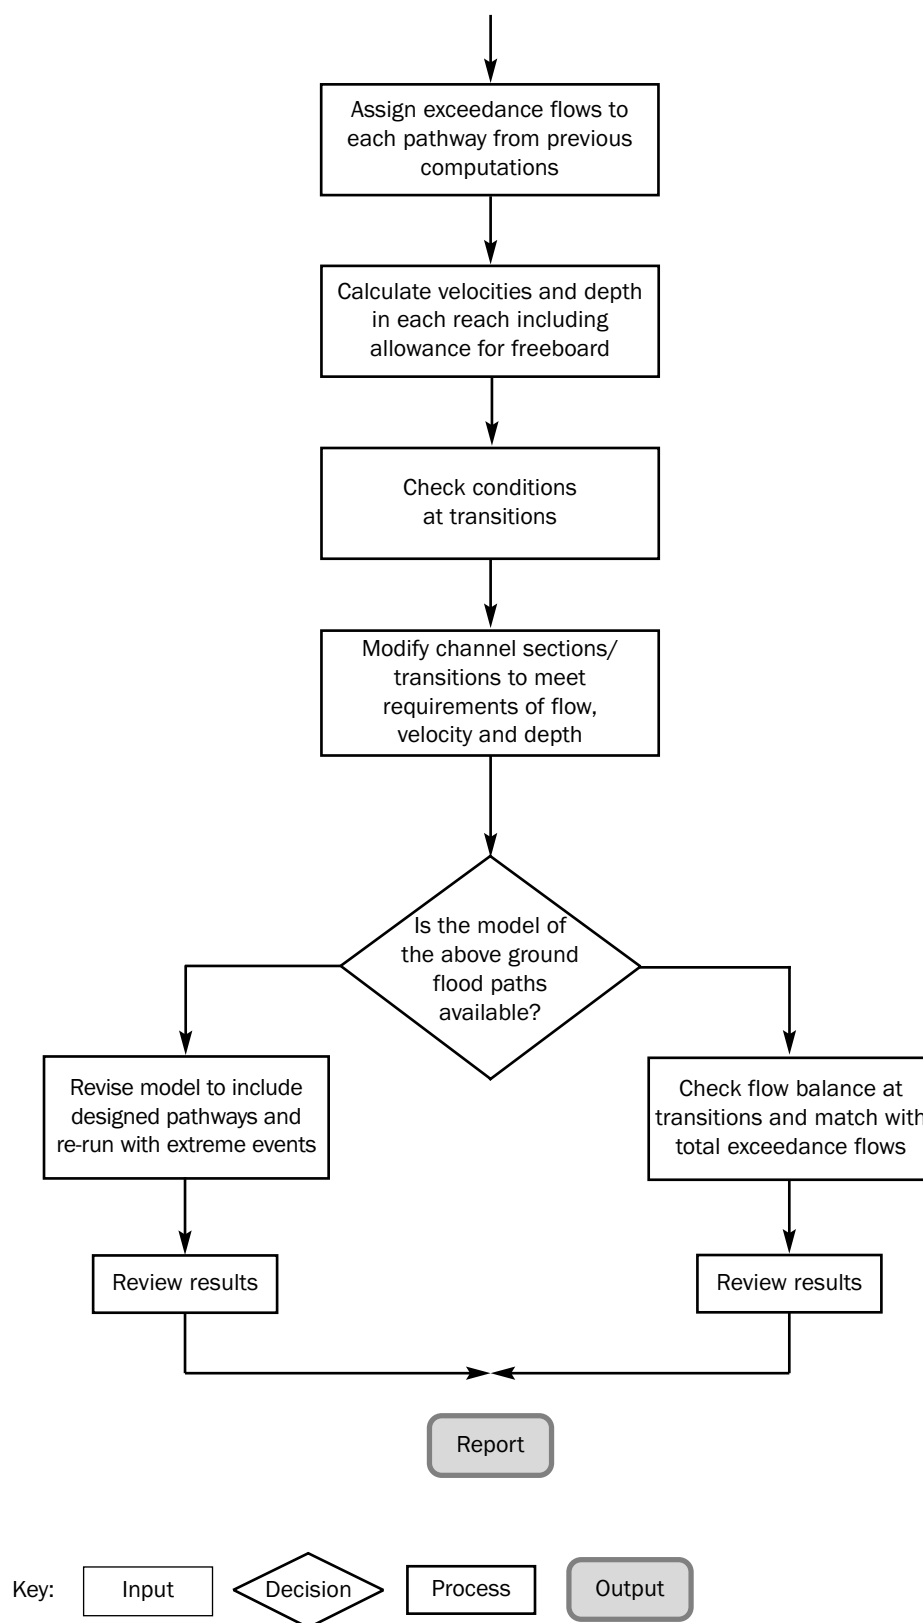 Assign exceedance flows to
each pathway from previous
computations
Calculate velocities and depth
in each reach including
allowance for freeboard
Check conditions
at transitions
Modify channel sections/
transitions to meet
requirements of flow,
velocity and depth
Is the model of
the above ground
flood paths
available?
Revise model to include
designed pathways and
re-run with extreme events
Check flow balance at
transitions and match with
total exceedance flows
Review results
Review results
Report
Key:
Input
Decision
Process
Output